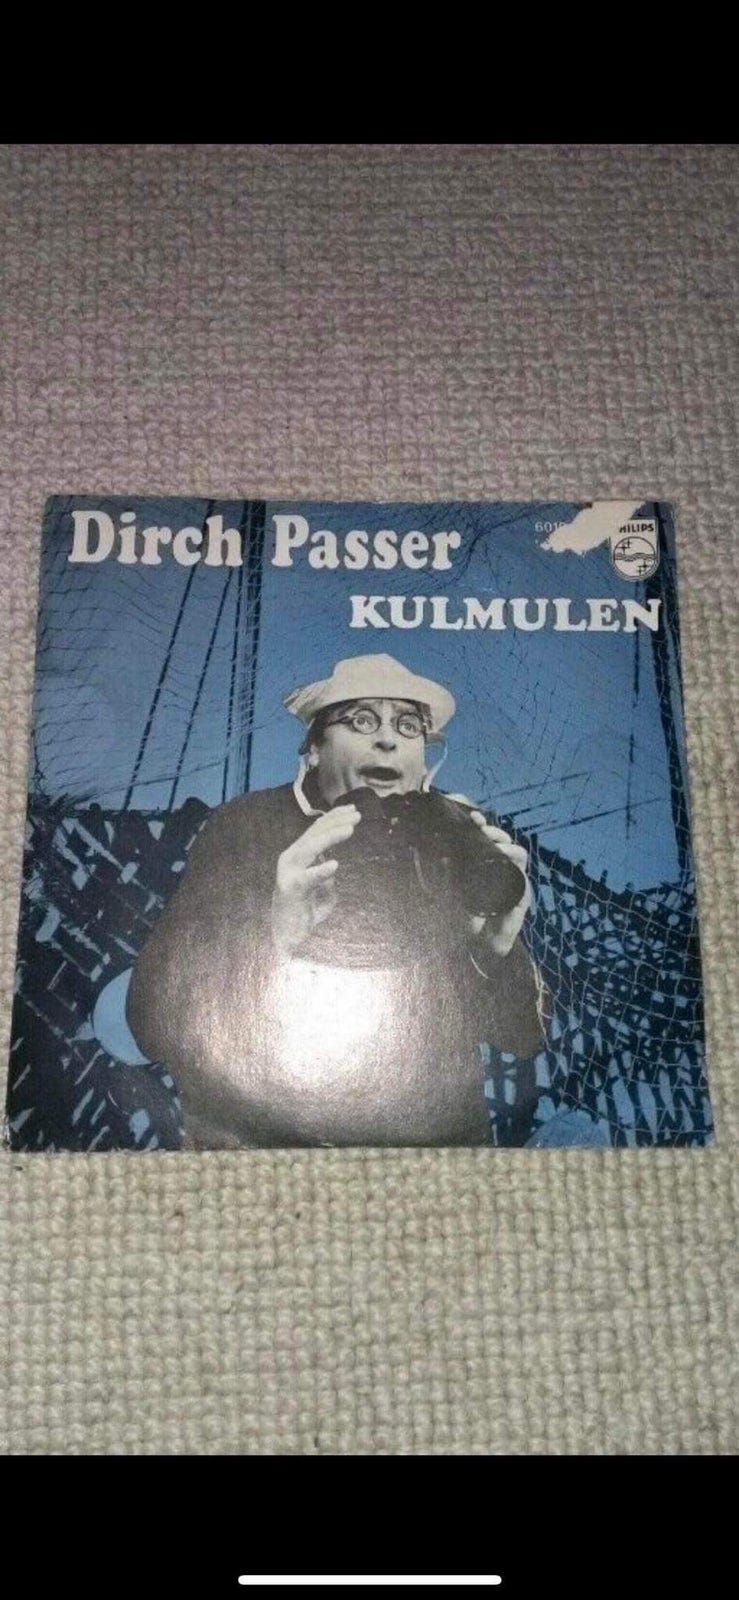 Dirch Passer
KULMULEN
PHILIPS